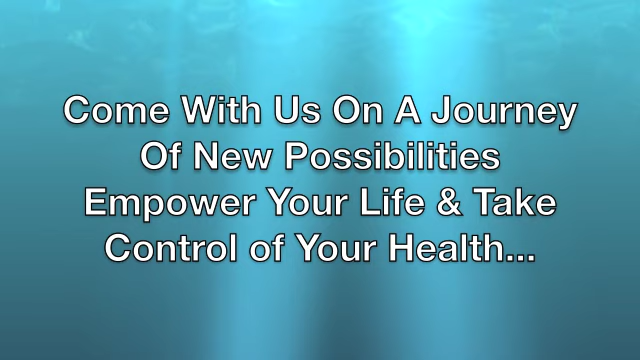 Come With Us On A Journey
Of New Possibilities
Empower Your Life & Take
Control of Your Health...